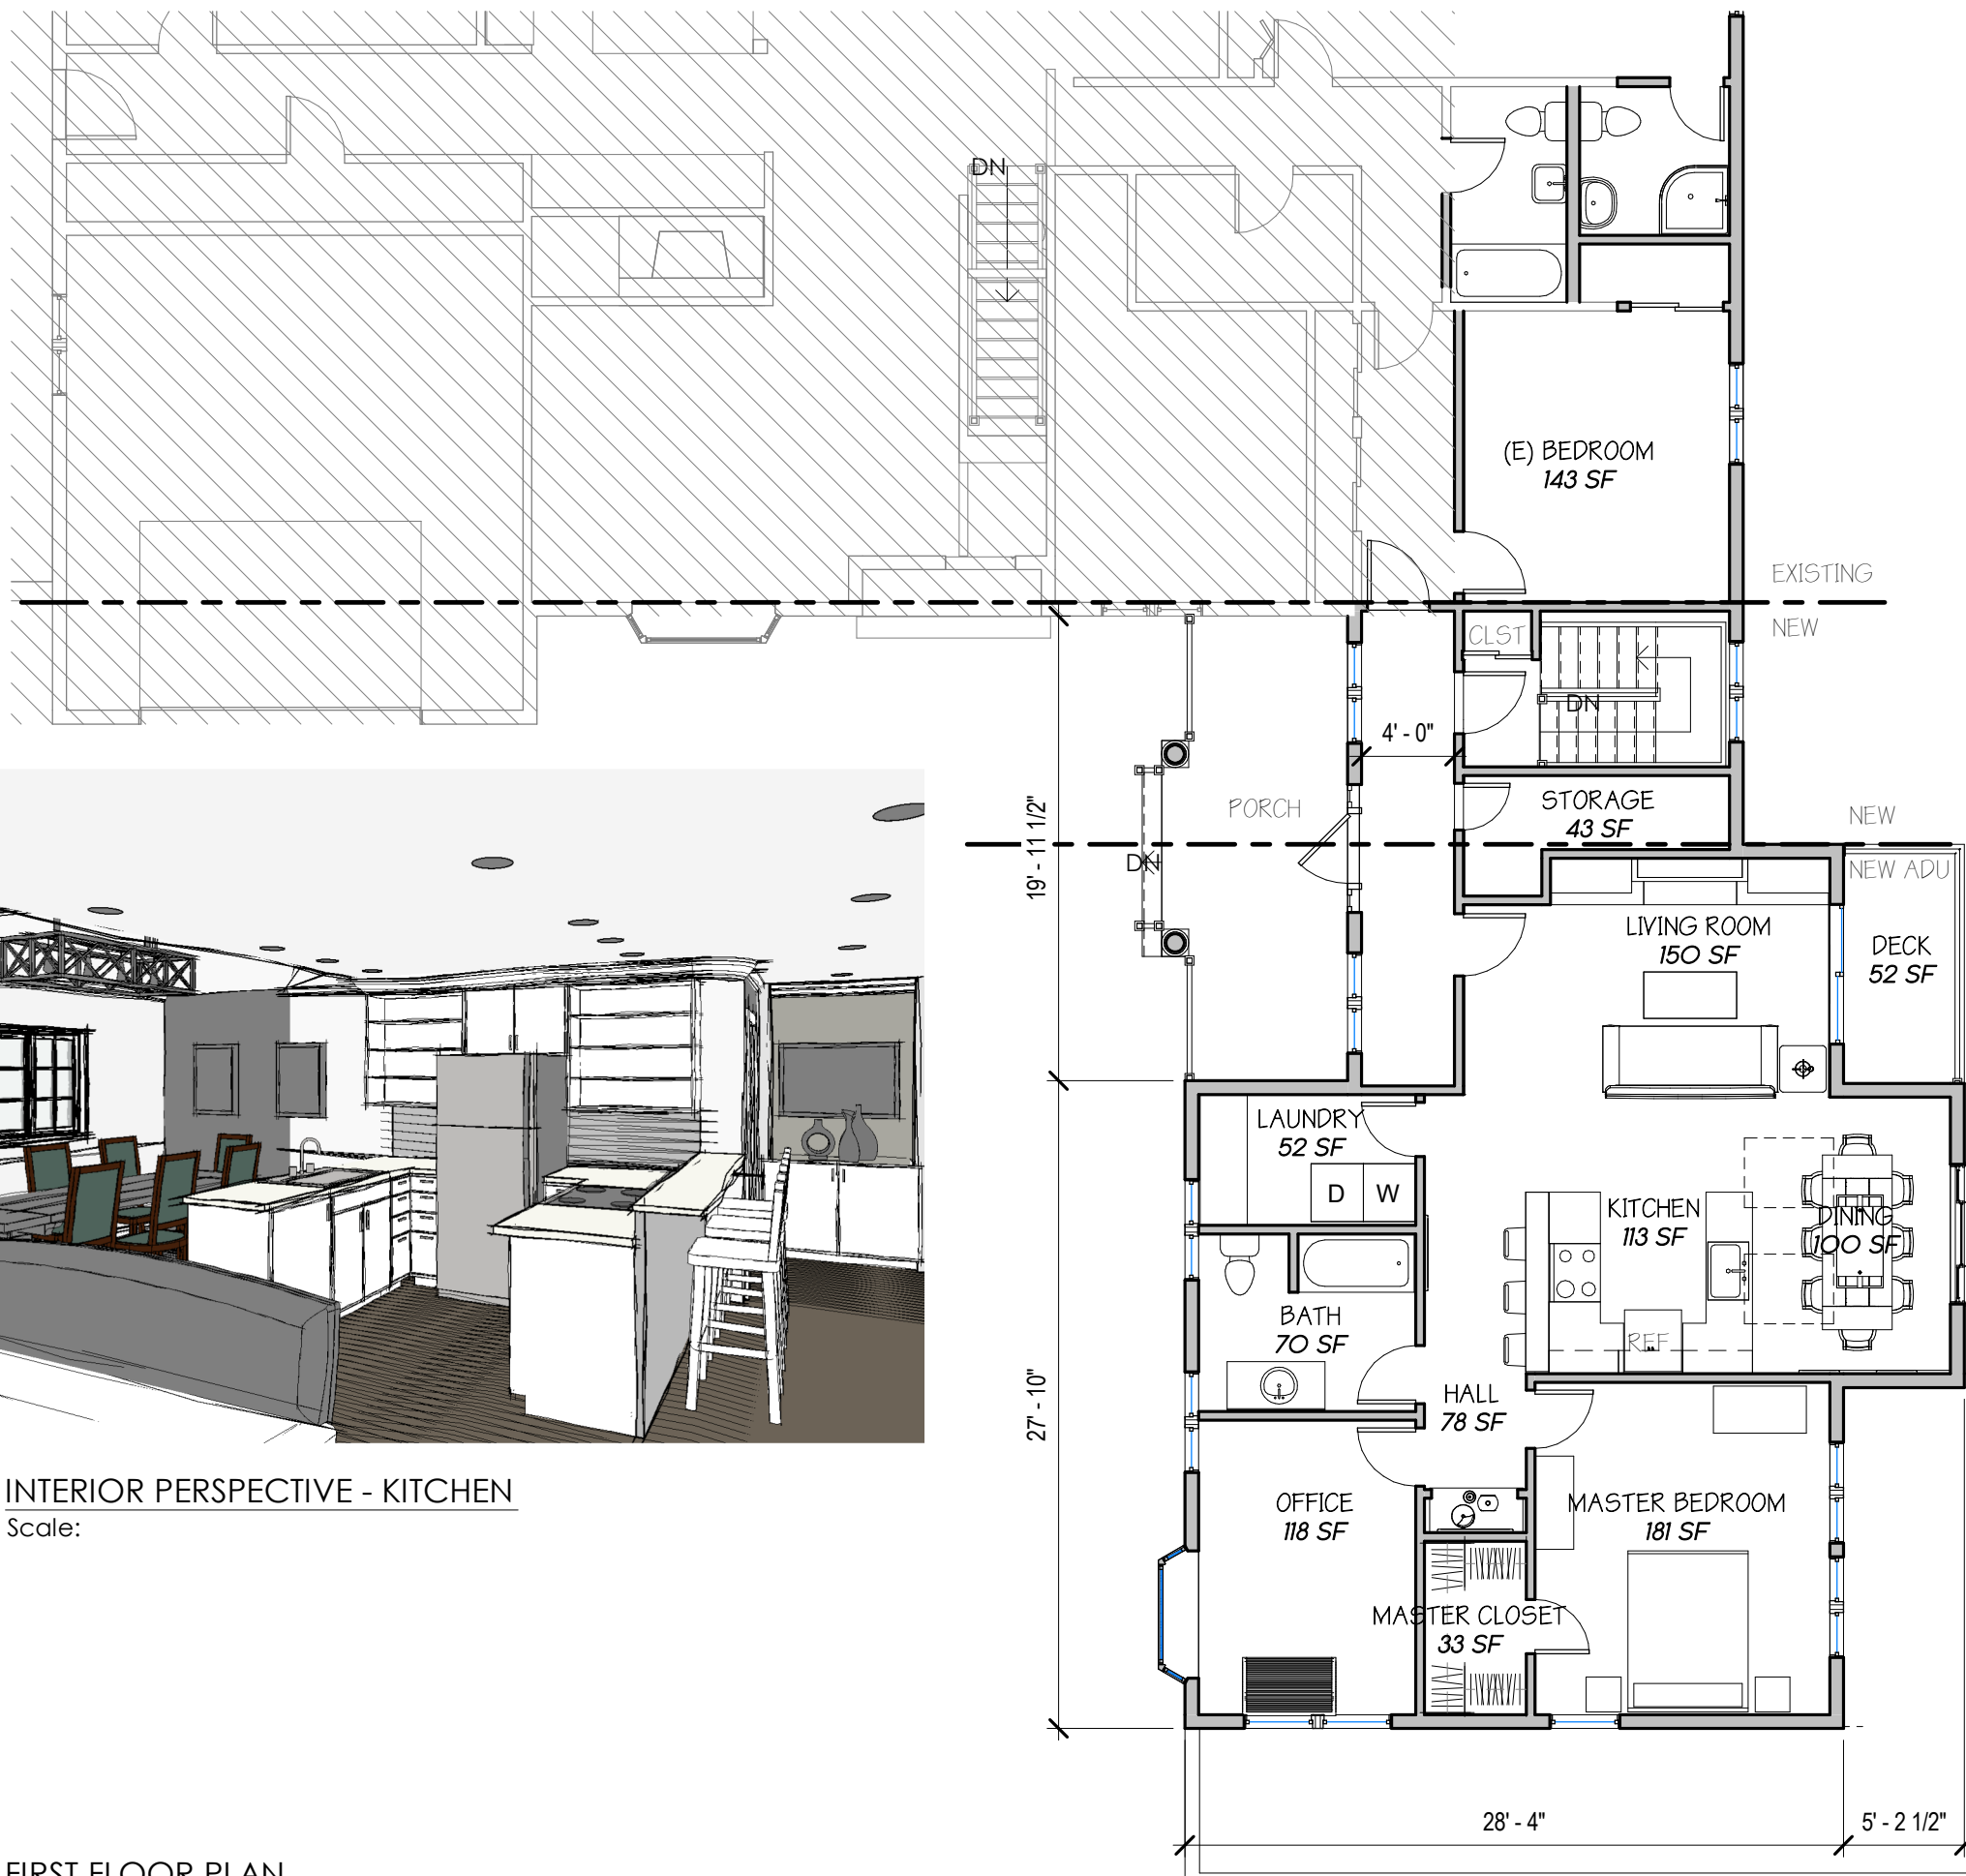 DN
(E) BEDROOM
143 SF
EXISTING
NEW
CLST
DN
4' - 0"
STORAGE
43 SF
PORCH
NEW
19' - 11 1/2"
DN
NEW ADU
LIVING ROOM
150 SF
DECK
52 SF
LAUNDRY
52 SF
D W
KITCHEN
113 SF
DINING
100 SF
BATH
70 SF
REF
27' - 10"
HALL
78 SF
INTERIOR PERSPECTIVE - KITCHEN
Scale:
OFFICE
118 SF
MASTER BEDROOM
181 SF
MASTER CLOSET
33 SF
28' - 4"
5' - 2 1/2"
FIRST FLOOR PLAN